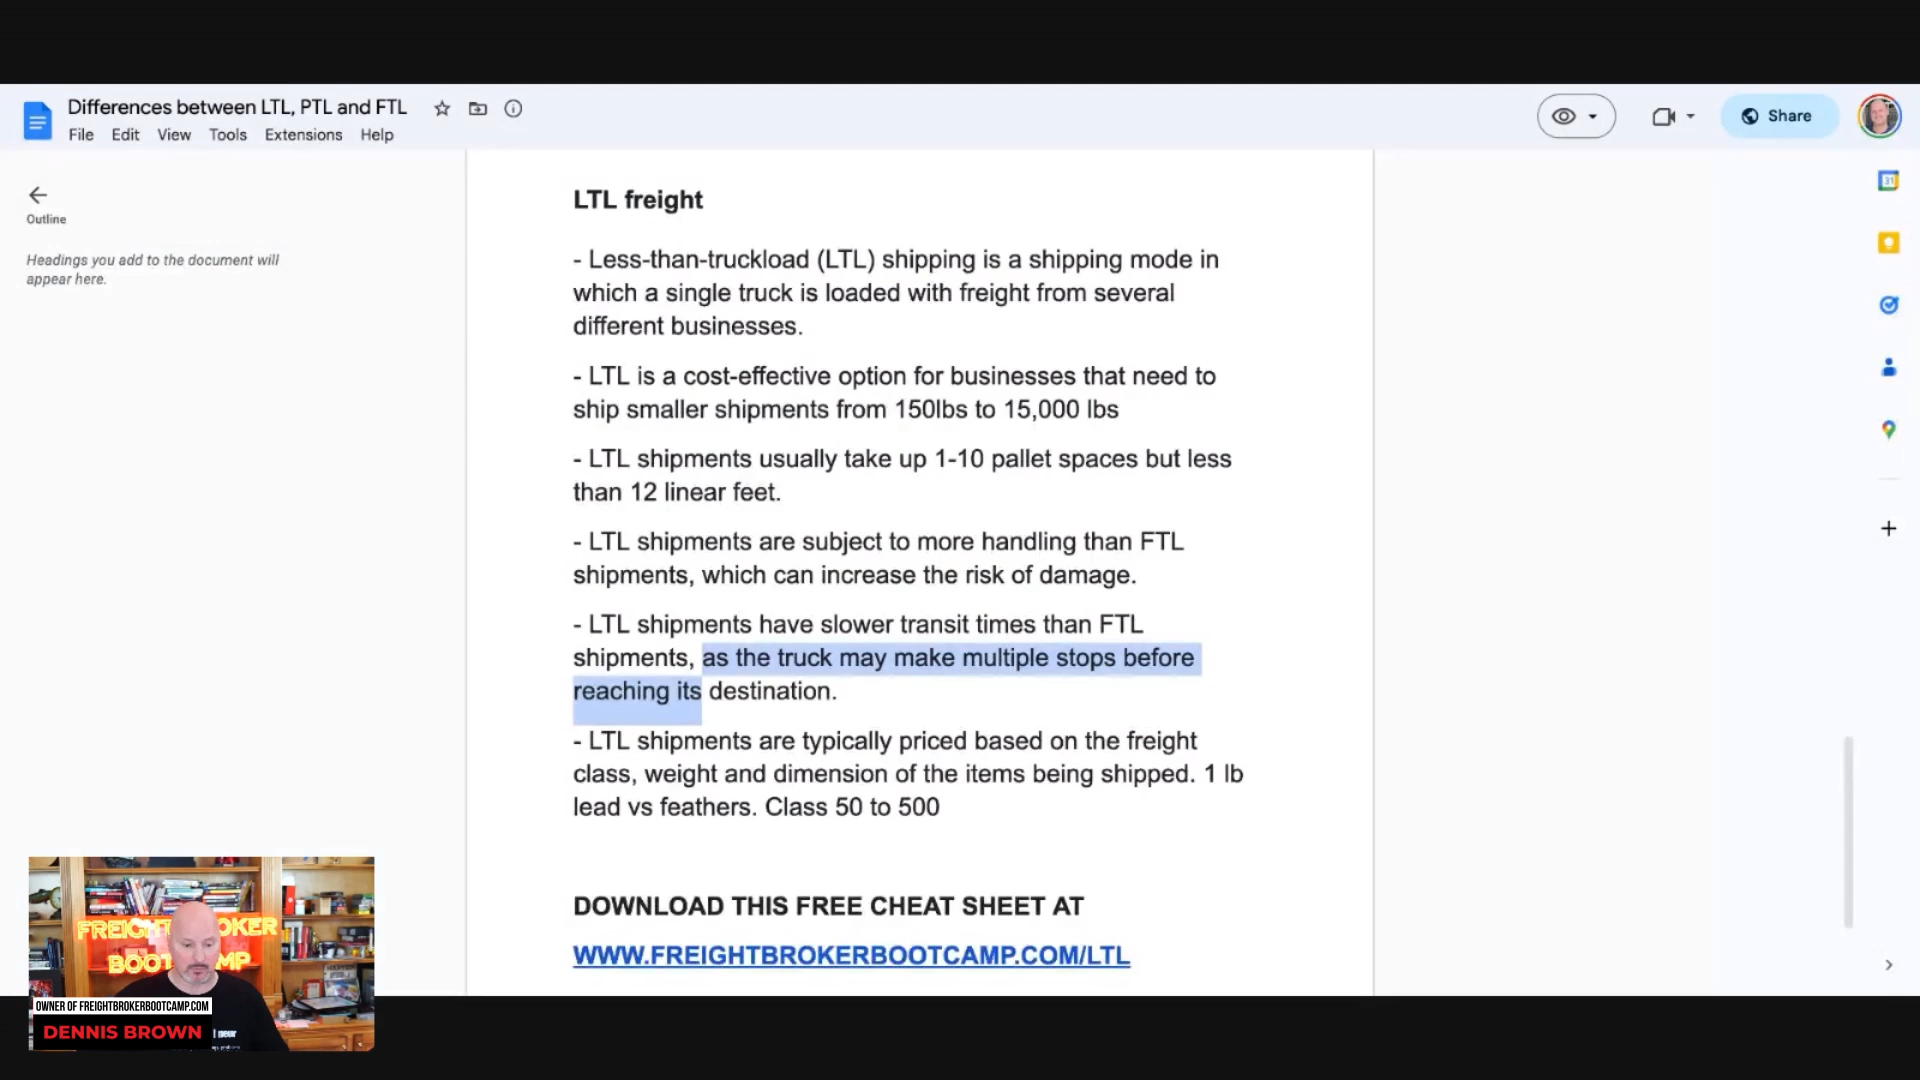 Differences between LTL, PTL and FTL
File Edit View Tools Extensions Help
Share
Outline
Headings you add to the document will
appear here.
31
LTL freight
- Less-than-truckload (LTL) shipping is a shipping mode in
which a single truck is loaded with freight from several
different businesses.
- LTL is a cost-effective option for businesses that need to
ship smaller shipments from 150lbs to 15,000 lbs
- LTL shipments usually take up 1-10 pallet spaces but less
than 12 linear feet.
- LTL shipments are subject to more handling than FTL
shipments, which can increase the risk of damage.
- LTL shipments have slower transit times than FTL
shipments, as the truck may make multiple stops before
reaching its destination.
- LTL shipments are typically priced based on the freight
class, weight and dimension of the items being shipped. 1 lb
lead vs feathers. Class 50 to 500
DOWNLOAD THIS FREE CHEAT SHEET AT
WWW.FREIGHTBROKERBOOTCAMP.COM/LTL
OWNER OF FREIGHTBROKERBOOTCAMP.COM
DENNIS BROWN